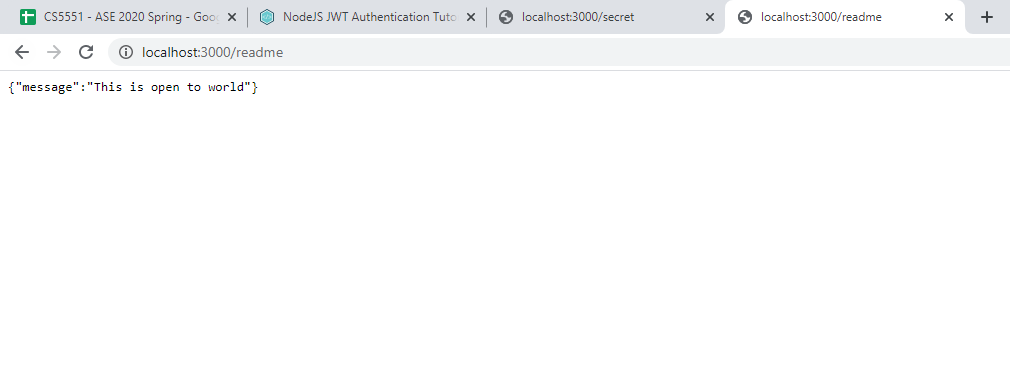 CS5551 - ASE 2020 Spring - Goo
NodeJS JWT Authentication Tuto
localhost:3000/secret
localhost:3000/readme
localhost:3000/readme
{"message":"This is open to world"}